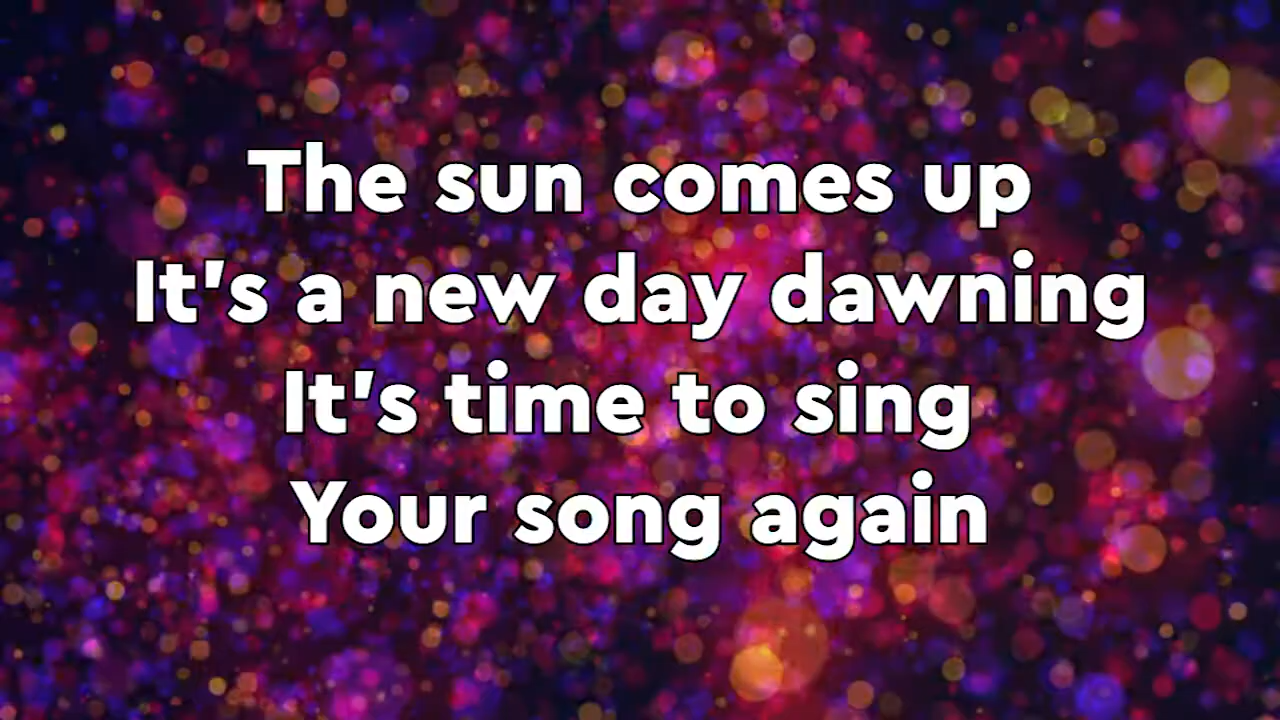 The sun comes up
It's a new day dawning
It's time to sing
Your song again